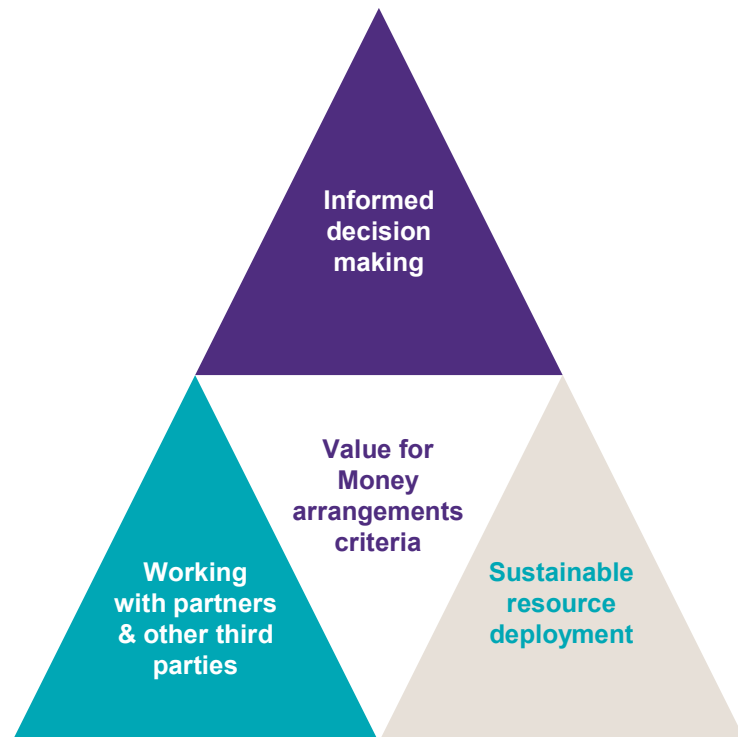 Informed
decision
making
Value for
Money
arrangements
criteria
Working
with partners
& other third
parties
Sustainable
resource
deployment